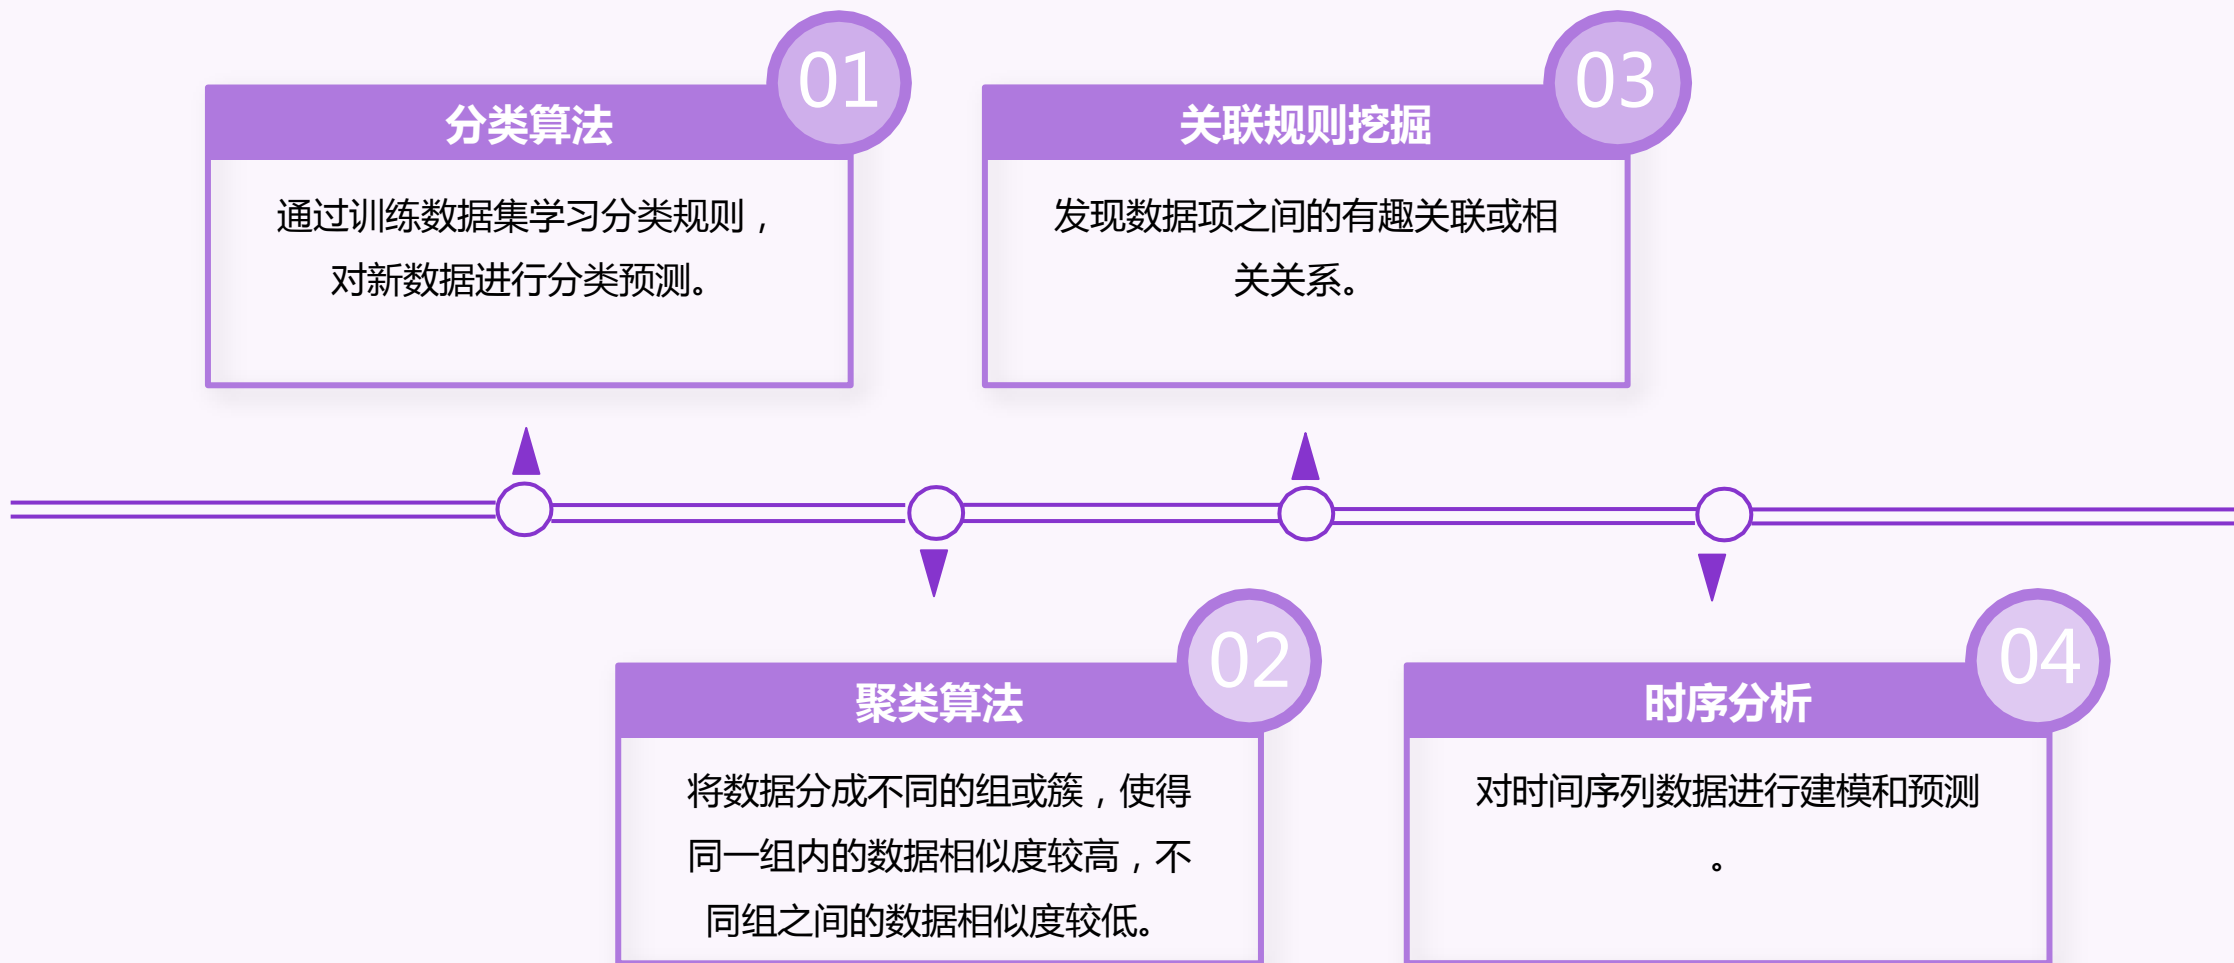 01
分类算法
通过训练数据集学习分类规则，
对新数据进行分类预测。
03
关联规则挖掘
发现数据项之间的有趣关联或相
关关系。
02
聚类算法
将数据分成不同的组或簇，使得
同一组内的数据相似度较高，不
同组之间的数据相似度较低。
04
时序分析
对时间序列数据进行建模和预测
。